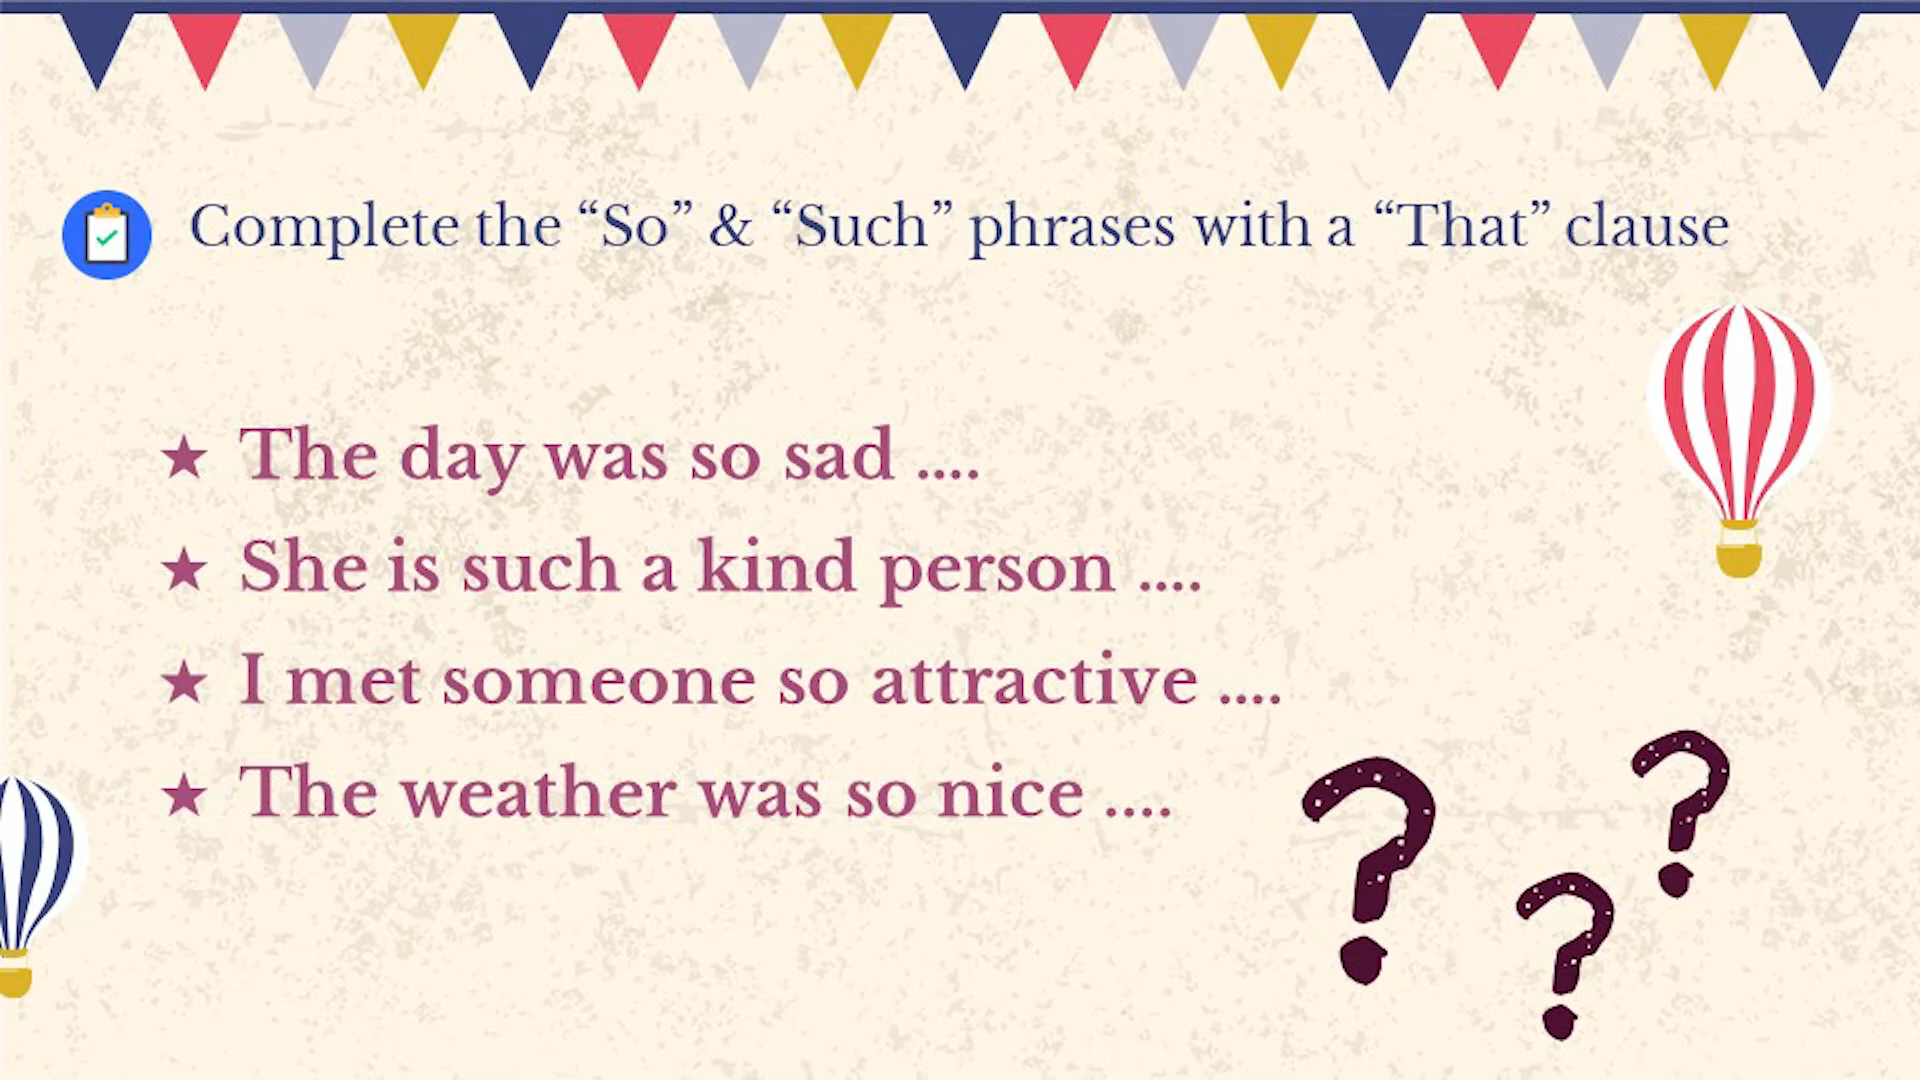 Complete the “So” & “Such” phrases with a “That” clause
★ The day was so sad ....
★ She is such a kind person ....
★ I met someone so attractive ....
★ The weather was so nice ....
? ? ?